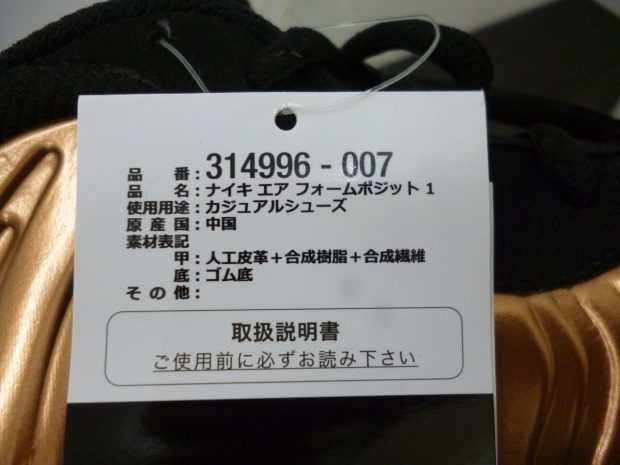 品番：314996 - 007
品名：ナイキ エア フォームポジット 1
使用用途：カジュアルシューズ
原産国：中国
素材表記
甲：人工皮革＋合成樹脂＋合成繊維
底：ゴム底
その他：
取扱説明書
ご使用前に必ずお読み下さい